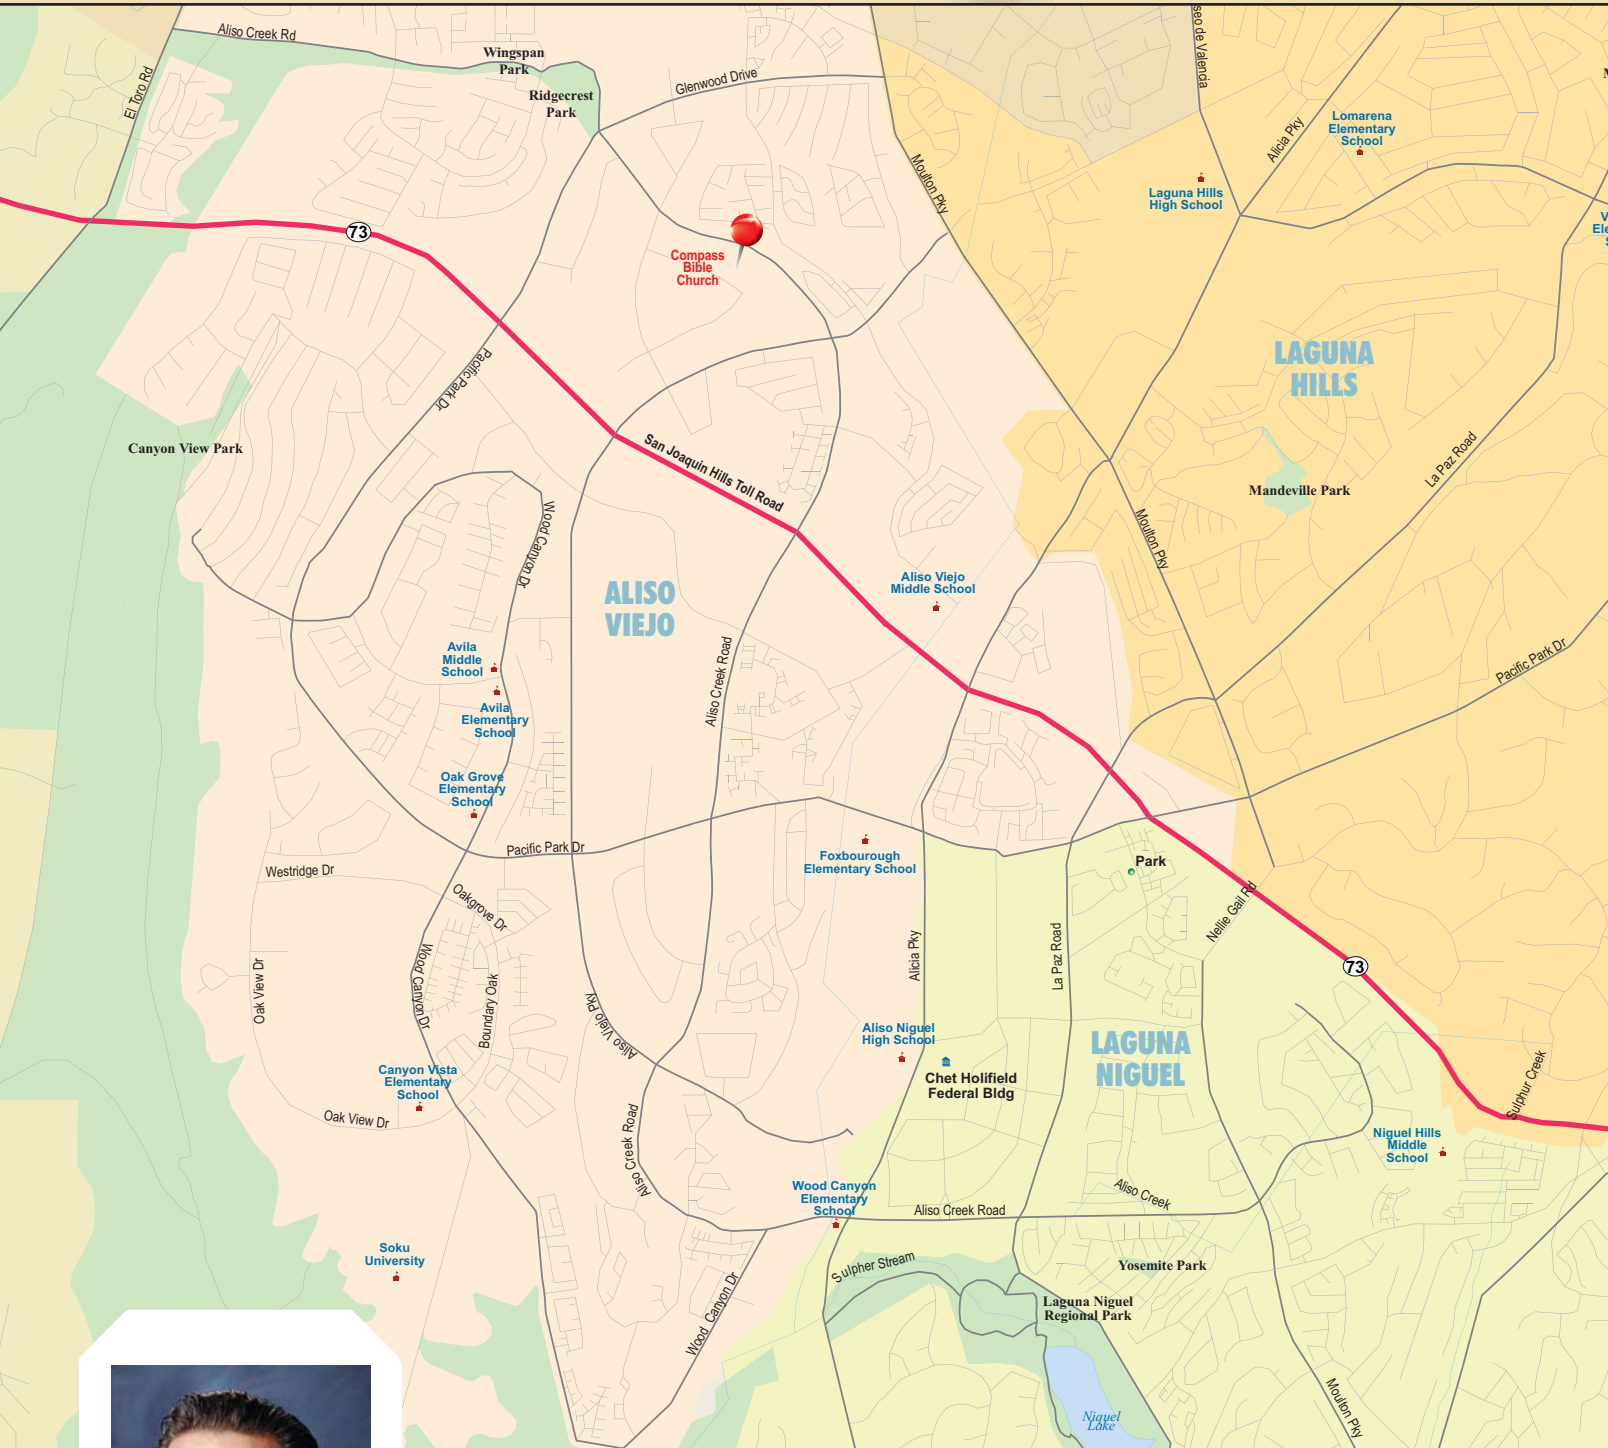 Aliso Creek Rd
Wingspan
Park
Ridgecrest
Park
Glenwood Drive
El Toro Rd
seo de Valencia
Alicia Pky
Lomarena
Elementary
School
Laguna Hills
High School
Moulton Pky
73
Compass
Bible
Church
LAGUNA
HILLS
Pacific Park Dr
Canyon View Park
San Joaquin Hills Toll Road
La Paz Road
Mandeville Park
Wood Canyon Dr
Moulton Pky
ALISO
VIEJO
Aliso Viejo
Middle School
Avila
Middle
School
Aliso Creek Road
Pacific Park Dr
Avila
Elementary
School
Oak Grove
Elementary
School
Pacific Park Dr
Foxbourough
Elementary School
Park
Westridge Dr
Oakgrove Dr
Nellie Gail Rd
Alicia Pky
La Paz Road
73
Wood Canyon Dr
Oak View Dr
Boundary Oak
Aliso Viejo Pky
Aliso Niguel
High School
LAGUNA
NIGUEL
Chet Holifield
Federal Bldg
Canyon Vista
Elementary
School
Sulphur Creek
Oak View Dr
Aliso Creek Road
Niguel Hills
Middle
School
Wood Canyon
Elementary
School
Aliso Creek
Aliso Creek Road
Soku
University
Sulpher Stream
Yosemite Park
Laguna Niguel
Regional Park
Wood Canyon Dr
Moulton Pky
Niguel
Lake